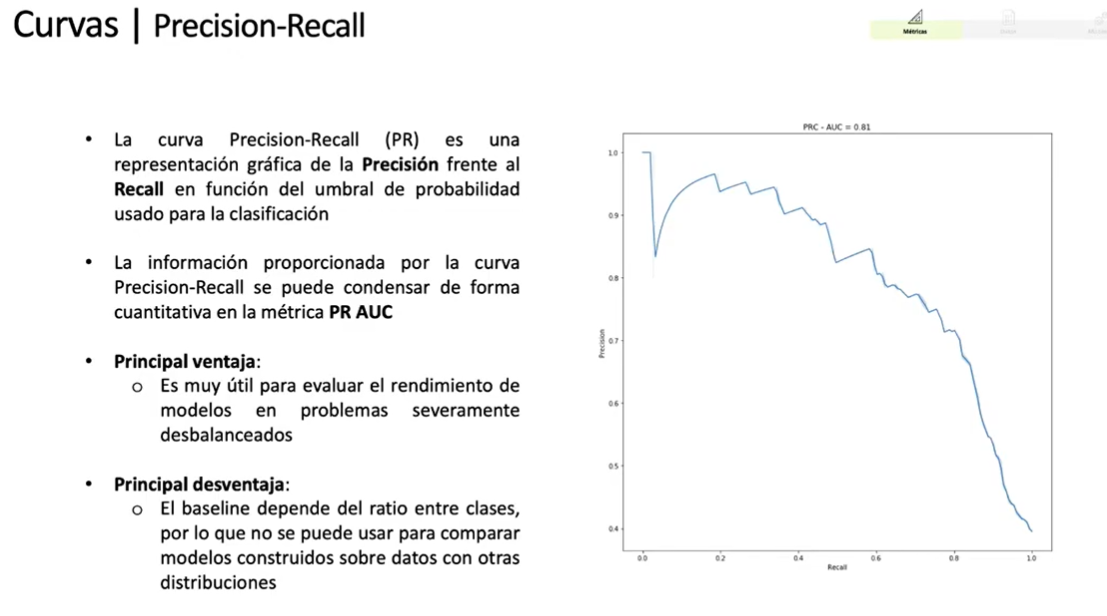 Curvas | Precision-Recall
Métricas
• La curva Precision-Recall (PR) es una
representación gráfica de la Precisión frente al
Recall en función del umbral de probabilidad
usado para la clasificación
• La información proporcionada por la curva
Precision-Recall se puede condensar de forma
cuantitativa en la métrica PR AUC
• Principal ventaja:
o Es muy útil para evaluar el rendimiento de
modelos en problemas severamente
desbalanceados
• Principal desventaja:
o El baseline depende del ratio entre clases,
por lo que no se puede usar para comparar
modelos construidos sobre datos con otras
distribuciones
PRC - AUC = 0.81
1.0
0.9
0.8
0.7
0.6
0.5
0.4
Precision
0.0 0.2 0.4 0.6 0.8 1.0
Recall